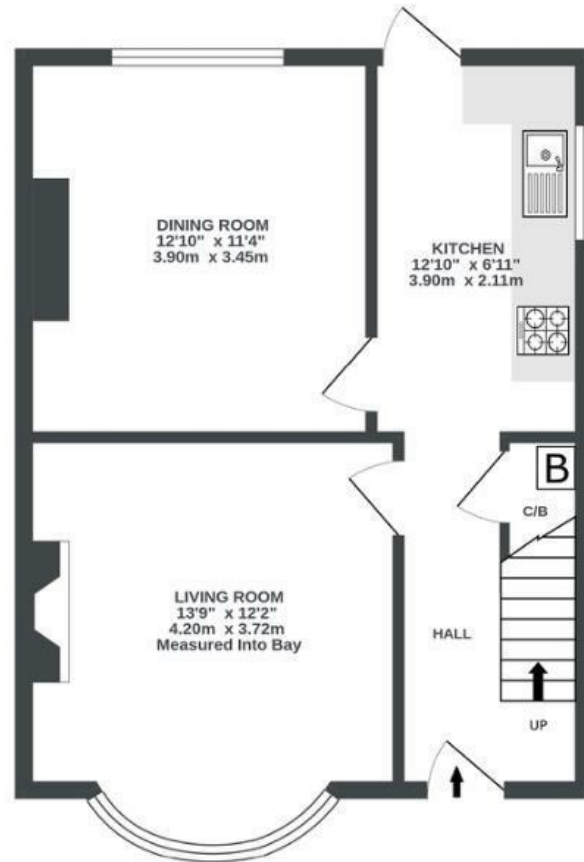 DINING ROOM
12'10" x 11'4"
3.90m x 3.45m
KITCHEN
12'10" x 6'11"
3.90m x 2.11m
B
C/B
LIVING ROOM
13'9" x 12'2"
4.20m x 3.72m
Measured Into Bay
HALL
UP